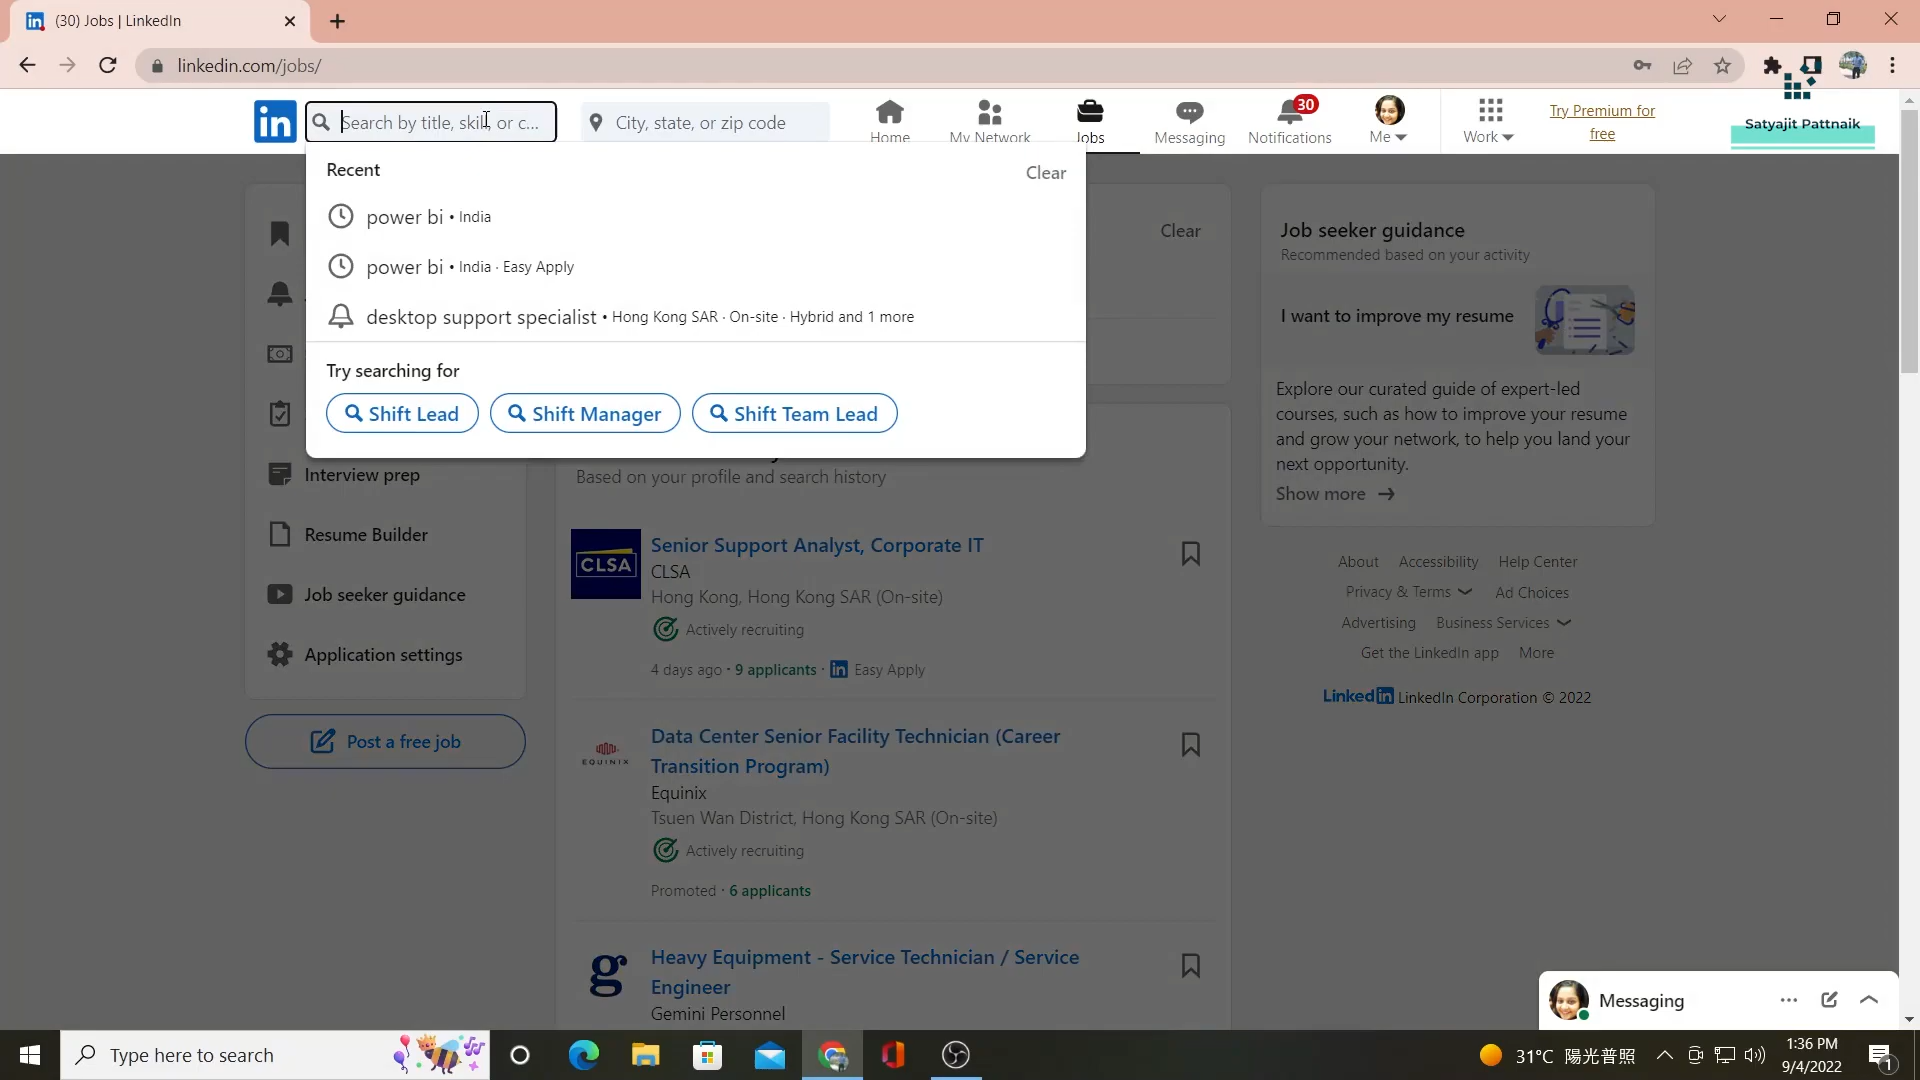 (30) Jobs | LinkedIn
linkedin.com/jobs/
in
Search by title, skill, or c...
City, state, or zip code
Home
My Network
Jobs
Messaging
30
Notifications
Me
Work
Try Premium for
free
Satyajit Pattnaik
Recent
Clear
power bi • India
power bi • India · Easy Apply
desktop support specialist • Hong Kong SAR · On-site · Hybrid and 1 more
Try searching for
Shift Lead
Shift Manager
Shift Team Lead
Clear
Interview prep
Resume Builder
Job seeker guidance
Application settings
Post a free job
Based on your profile and search history
CLSA
Senior Support Analyst, Corporate IT
CLSA
Hong Kong, Hong Kong SAR (On-site)
Actively recruiting
4 days ago · 9 applicants · in Easy Apply
EQUINIX
Data Center Senior Facility Technician (Career
Transition Program)
Equinix
Tsuen Wan District, Hong Kong SAR (On-site)
Actively recruiting
Promoted · 6 applicants
g
Heavy Equipment - Service Technician / Service
Engineer
Gemini Personnel
Job seeker guidance
Recommended based on your activity
I want to improve my resume
Explore our curated guide of expert-led
courses, such as how to improve your resume
and grow your network, to help you land your
next opportunity.
Show more →
About Accessibility Help Center
Privacy & Terms Ad Choices
Advertising Business Services
Get the LinkedIn app More
LinkedIn LinkedIn Corporation © 2022
Messaging
Type here to search
31°C 陽光普照
1:36 PM
9/4/2022
1